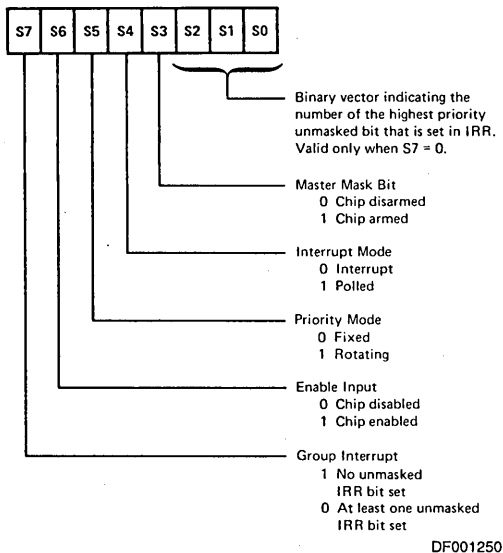 S7 S6 S5 S4 S3 S2 S1 S0
Binary vector indicating the
number of the highest priority
unmasked bit that is set in IRR.
Valid only when S7 = 0.
Master Mask Bit
0 Chip disarmed
1 Chip armed
Interrupt Mode
0 Interrupt
1 Polled
Priority Mode
0 Fixed
1 Rotating
Enable Input
0 Chip disabled
1 Chip enabled
Group Interrupt
1 No unmasked
IRR bit set
0 At least one unmasked
IRR bit set
DF001250